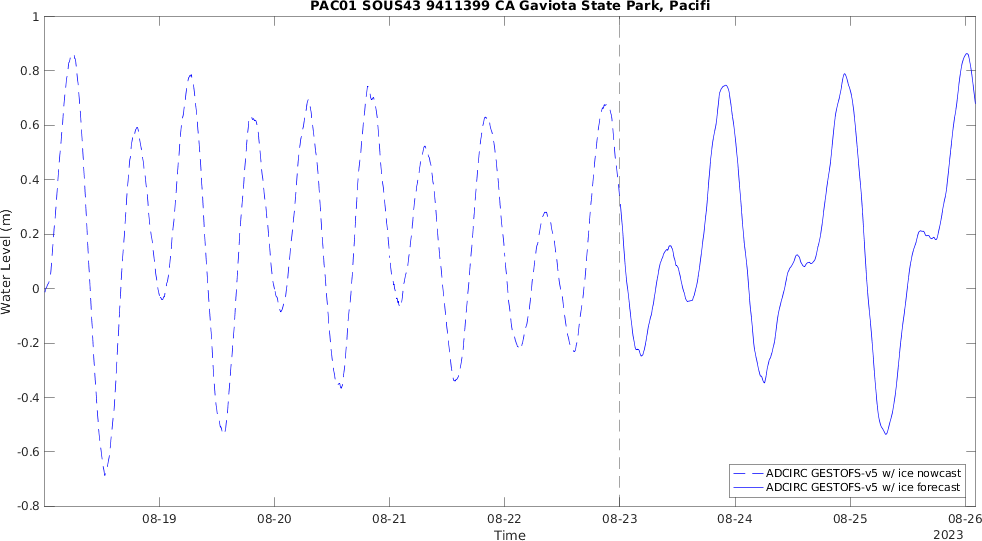 PAC01 SOUS43 9411399 CA Gaviota State Park, Pacifi
1
0.8
0.6
0.4
0.2
0
-0.2
-0.4
-0.6
-0.8
Water Level (m)
08-19 08-20 08-21 08-22 08-23 08-24 08-25 08-26
Time
2023
ADCIRC GESTOFS-v5 w/ ice nowcast
ADCIRC GESTOFS-v5 w/ ice forecast